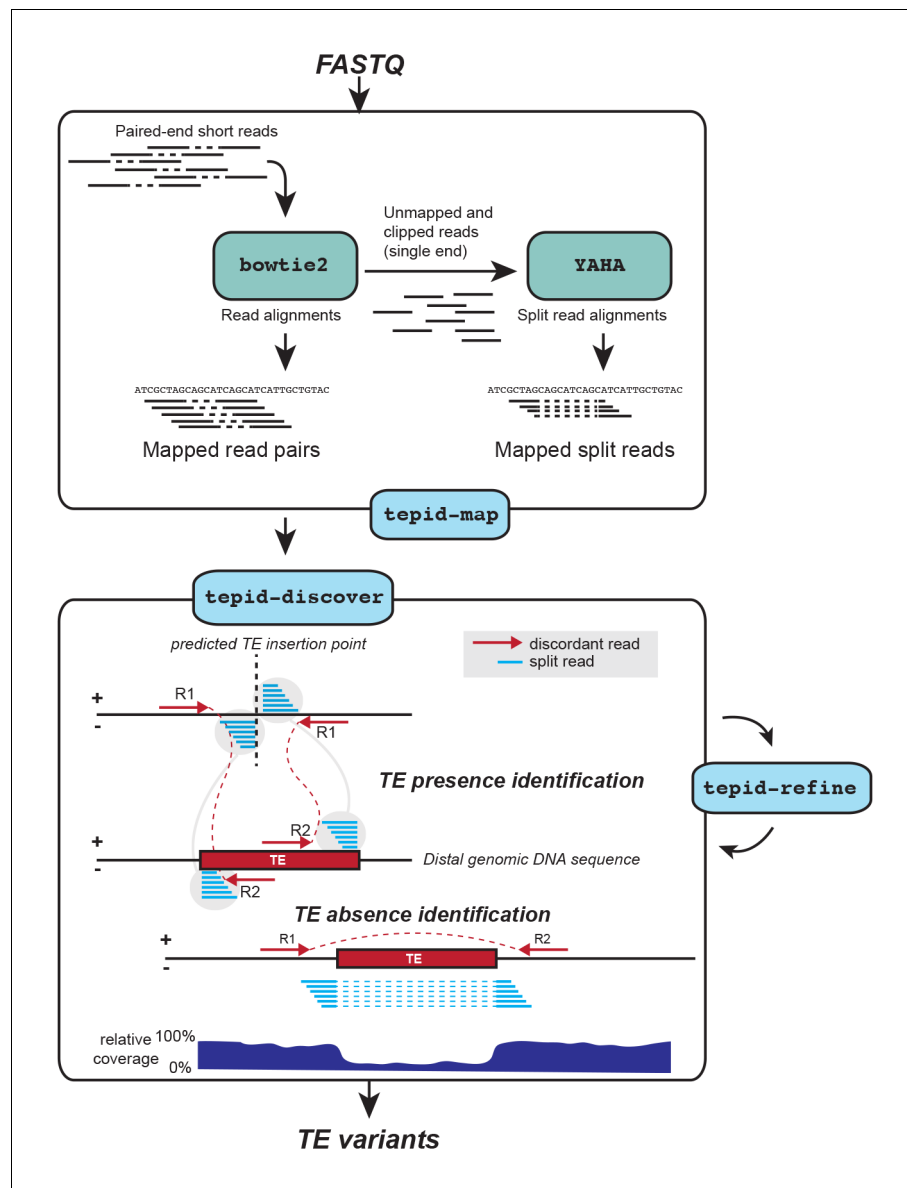 FASTQ
Paired-end short reads
Unmapped and
clipped reads
(single end)
bowtie2
YAHA
Read alignments
Split read alignments
ATCGCTAGCAGCATCAGCATCATTGCTGTAC
ATCGCTAGCAGCATCAGCATCATTGCTGTAC
Mapped read pairs
Mapped split reads
tepid-map
tepid-discover
predicted TE insertion point
discordant read
split read
+
-
R1
R1
TE presence identification
tepid-refine
+
-
R2
TE
Distal genomic DNA sequence
R2
TE absence identification
+
-
R1
R2
TE
relative
coverage
100%
0%
TE variants